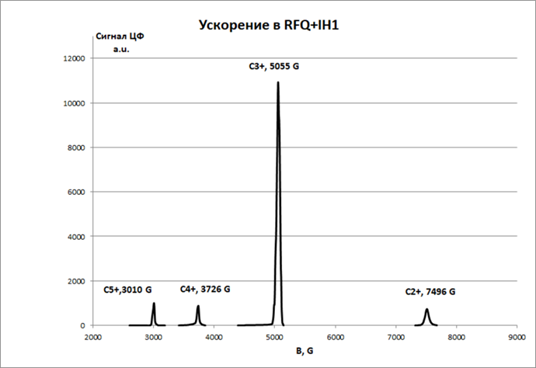 Ускорение в RFQ+IH1
Сигнал ЦФ
a.u.
C3+, 5055 G
12000
10000
8000
6000
4000
2000
0
C5+,3010 G
C4+, 3726 G
C2+, 7496 G
2000 3000 4000 5000 6000 7000 8000 9000
B, G